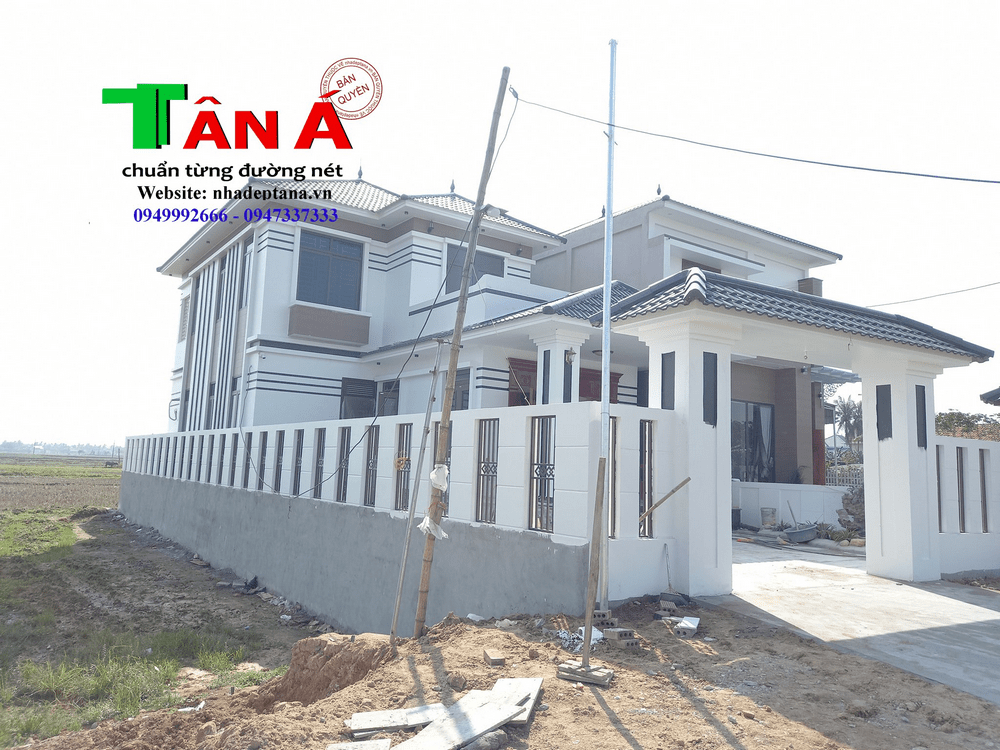 TÂN Á
BẢN
QUYỀN
chuẩn từng đường nét
Website: nhadeptana.vn
0949992666 - 0947337333